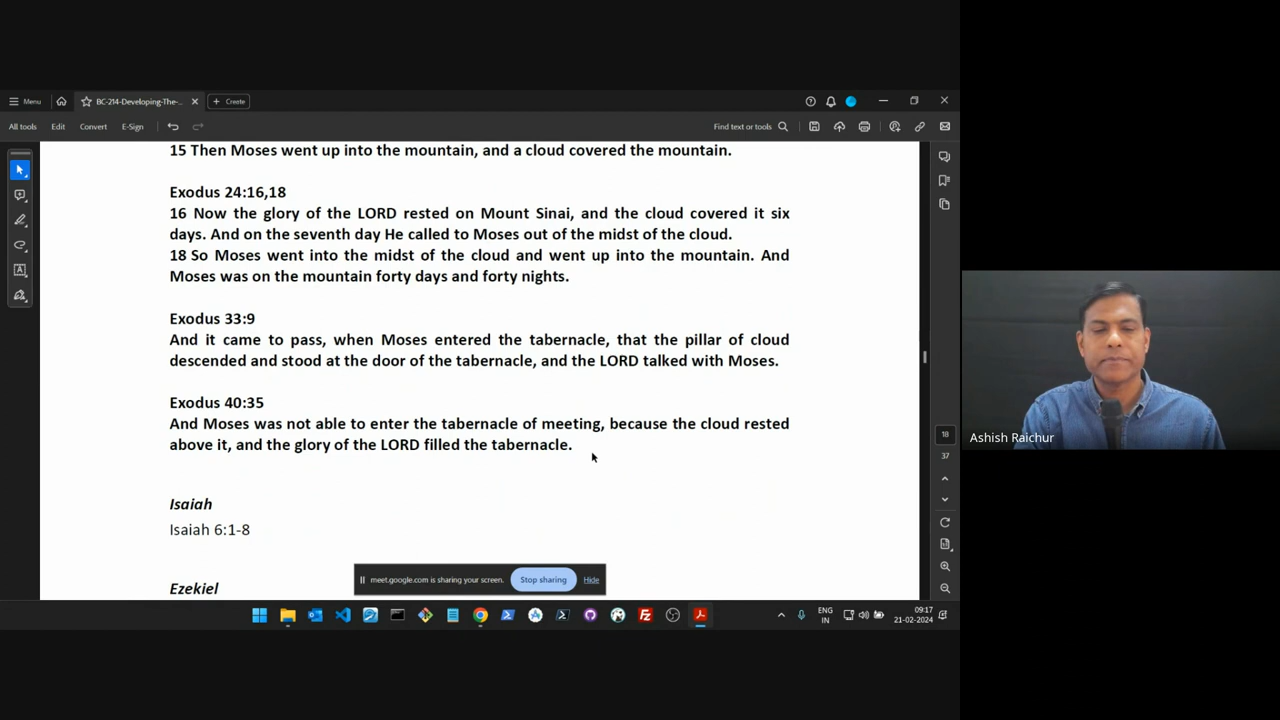 Menu
BC-214-Developing-The-...
Create
All tools
Edit
Convert
E-Sign
Find text or tools
15 Then Moses went up into the mountain, and a cloud covered the mountain.
Exodus 24:16,18
16 Now the glory of the LORD rested on Mount Sinai, and the cloud covered it six
days. And on the seventh day He called to Moses out of the midst of the cloud.
18 So Moses went into the midst of the cloud and went up into the mountain. And
Moses was on the mountain forty days and forty nights.
Exodus 33:9
And it came to pass, when Moses entered the tabernacle, that the pillar of cloud
descended and stood at the door of the tabernacle, and the LORD talked with Moses.
Exodus 40:35
And Moses was not able to enter the tabernacle of meeting, because the cloud rested
above it, and the glory of the LORD filled the tabernacle.
Isaiah
Isaiah 6:1-8
Ezekiel
18
37
meet.google.com is sharing your screen.
Stop sharing
Hide
ENG
IN
09:17
21-02-2024
Ashish Raichur